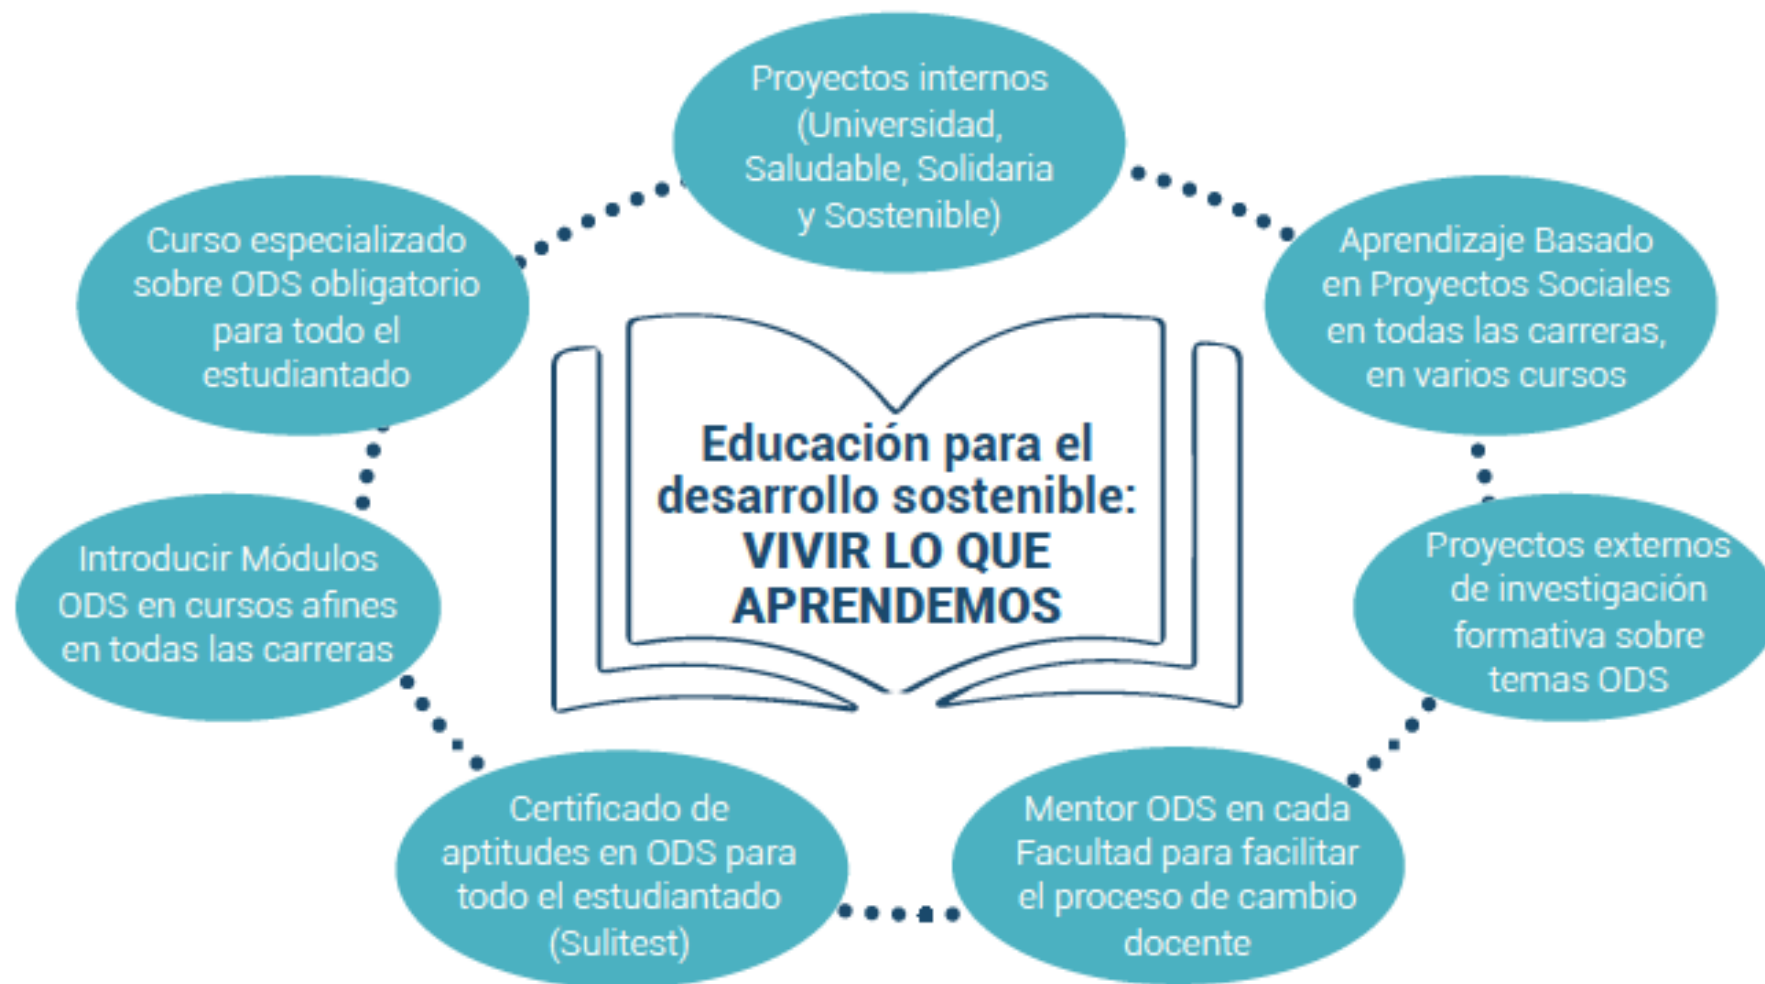 Proyectos internos
(Universidad,
Saludable, Solidaria
y Sostenible)
Curso especializado
sobre ODS obligatorio
para todo el
estudiantado
Aprendizaje Basado
en Proyectos Sociales
en todas las carreras,
en varios cursos
Educación para el
desarrollo sostenible:
VIVIR LO QUE
APRENDEMOS
Introducir Módulos
ODS en cursos afines
en todas las carreras
Proyectos externos
de investigación
formativa sobre
temas ODS
Certificado de
aptitudes en ODS para
todo el estudiantado
(Sulitest)
Mentor ODS en cada
Facultad para facilitar
el proceso de cambio
docente